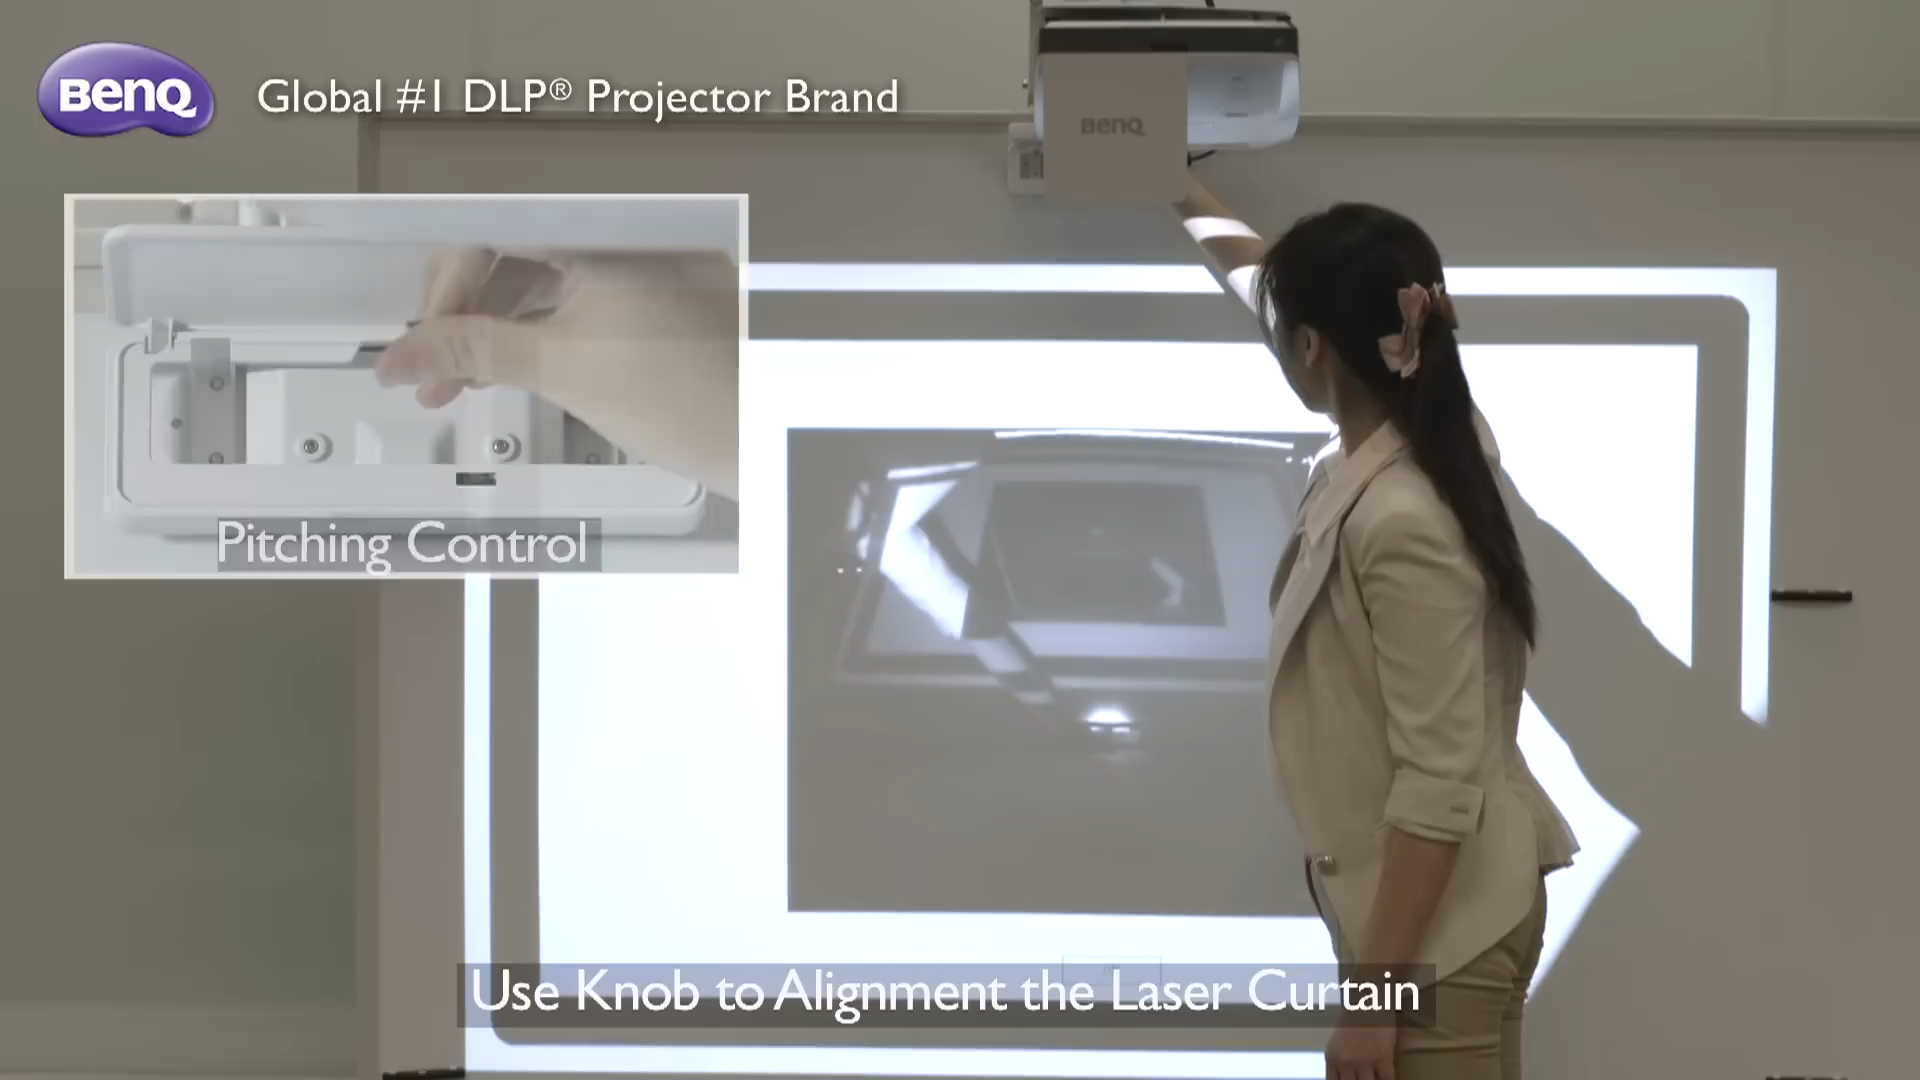 BenQ
Global #1 DLP® Projector Brand
BenQ
Pitching Control
Use Knob to Alignment the Laser Curtain